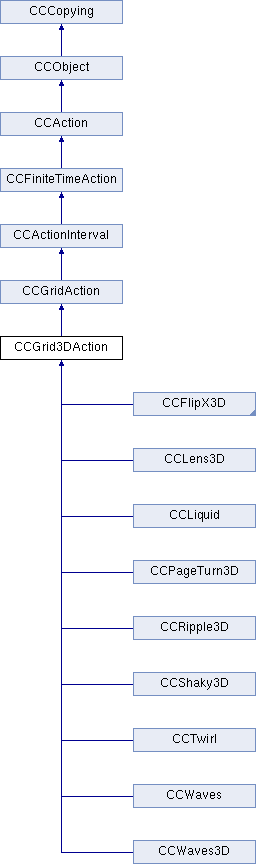 CCCopying
CCObject
CCAction
CCFiniteTimeAction
CCActionInterval
CCGridAction
CCGrid3DAction
CCFlipX3D
CCLens3D
CCLiquid
CCPageTurn3D
CCRipple3D
CCShaky3D
CCTwirl
CCWaves
CCWaves3D